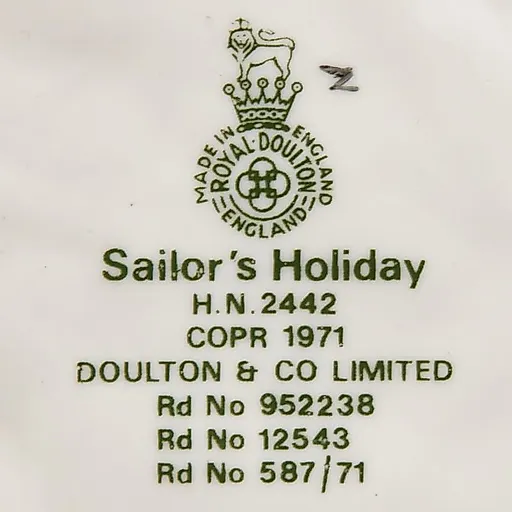 MADE IN ENGLAND
ROYAL·DOULTON
ENGLAND
Sailor's Holiday
H.N.2442
COPR 1971
DOULTON & CO LIMITED
Rd No 952238
Rd No 12543
Rd No 587/71